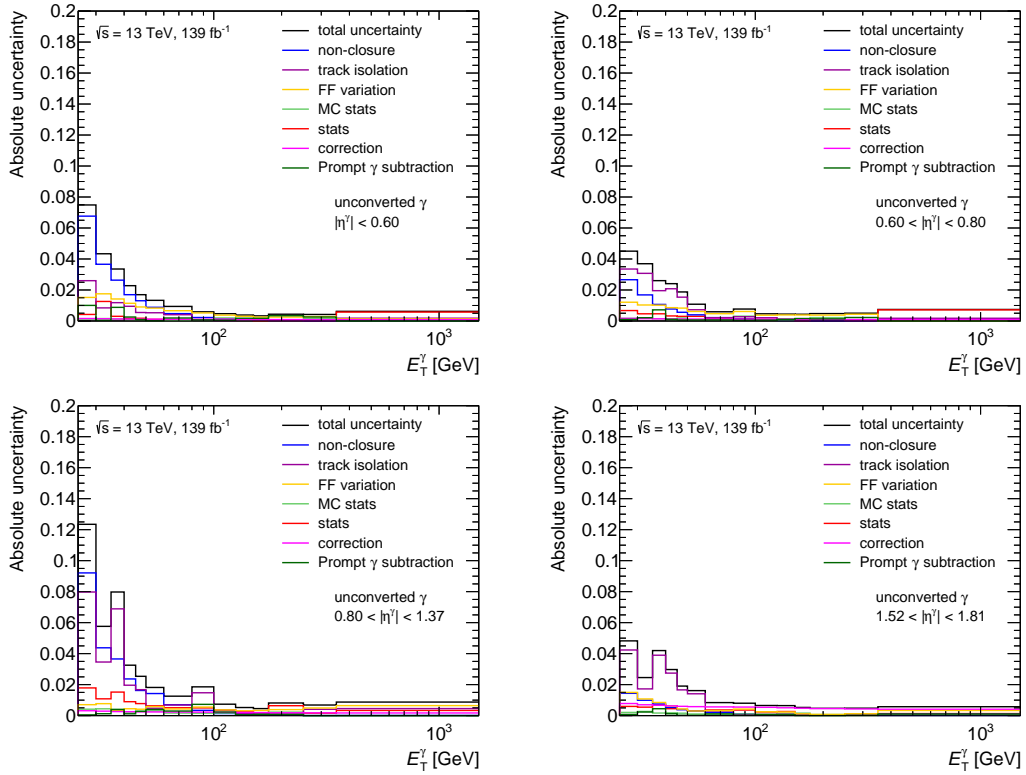 Absolute uncertainty
0.2
0.18
0.16
0.14
0.12
0.1
0.08
0.06
0.04
0.02
0
√s = 13 TeV, 139 fb⁻¹
total uncertainty
non-closure
track isolation
FF variation
MC stats
stats
correction
Prompt γ subtraction
unconverted γ
|η^γ| < 0.60
10² 10³
E_T^γ [GeV]
Absolute uncertainty
0.2
0.18
0.16
0.14
0.12
0.1
0.08
0.06
0.04
0.02
0
√s = 13 TeV, 139 fb⁻¹
total uncertainty
non-closure
track isolation
FF variation
MC stats
stats
correction
Prompt γ subtraction
unconverted γ
0.60 < |η^γ| < 0.80
10² 10³
E_T^γ [GeV]
Absolute uncertainty
0.2
0.18
0.16
0.14
0.12
0.1
0.08
0.06
0.04
0.02
0
√s = 13 TeV, 139 fb⁻¹
total uncertainty
non-closure
track isolation
FF variation
MC stats
stats
correction
Prompt γ subtraction
unconverted γ
0.80 < |η^γ| < 1.37
10² 10³
E_T^γ [GeV]
Absolute uncertainty
0.2
0.18
0.16
0.14
0.12
0.1
0.08
0.06
0.04
0.02
0
√s = 13 TeV, 139 fb⁻¹
total uncertainty
non-closure
track isolation
FF variation
MC stats
stats
correction
Prompt γ subtraction
unconverted γ
1.52 < |η^γ| < 1.81
10² 10³
E_T^γ [GeV]